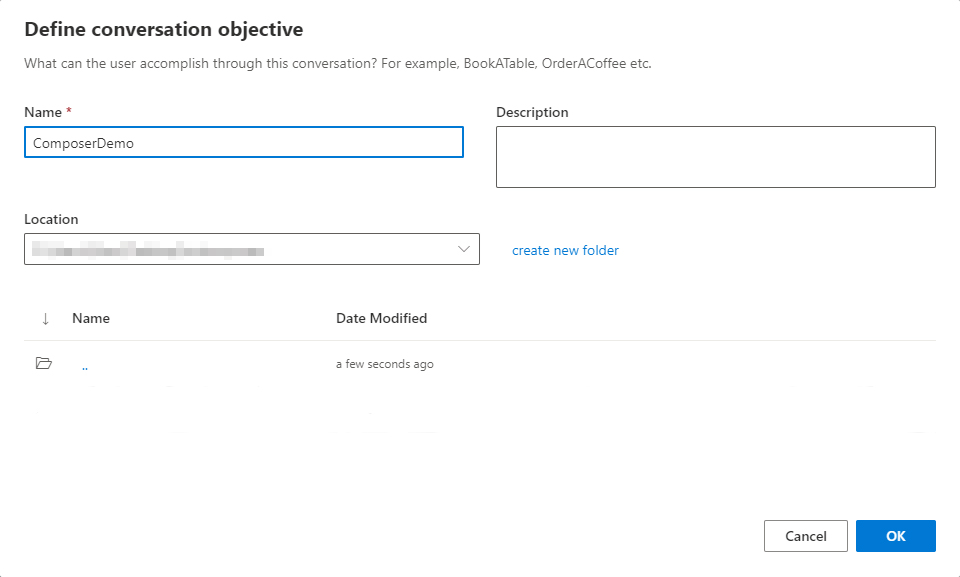 Define conversation objective
What can the user accomplish through this conversation? For example, BookATable, OrderACoffee etc.
Name *
Description
ComposerDemo
Location
create new folder
↓ Name Date Modified
.. a few seconds ago
Cancel OK